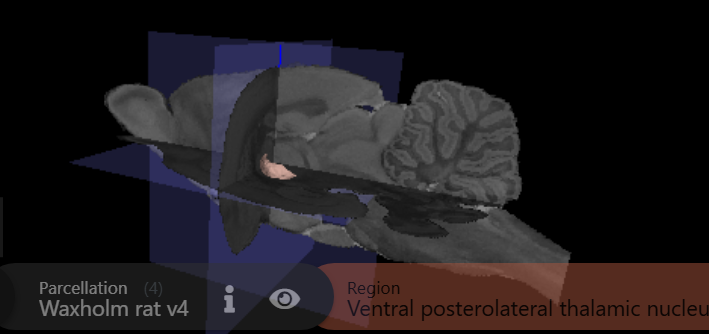 Parcellation (4)
Waxholm rat v4
Region
Ventral posterolateral thalamic nucleu